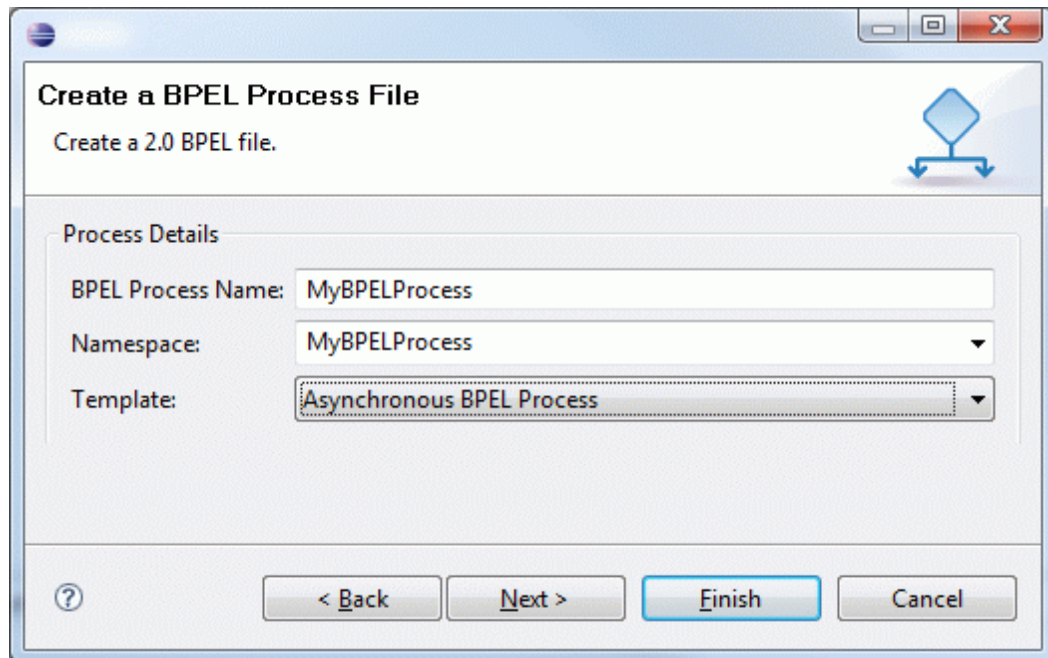 Create a BPEL Process File
Create a 2.0 BPEL file.
Process Details
BPEL Process Name: MyBPELProcess
Namespace: MyBPELProcess
Template: Asynchronous BPEL Process
? < Back Next > Finish Cancel